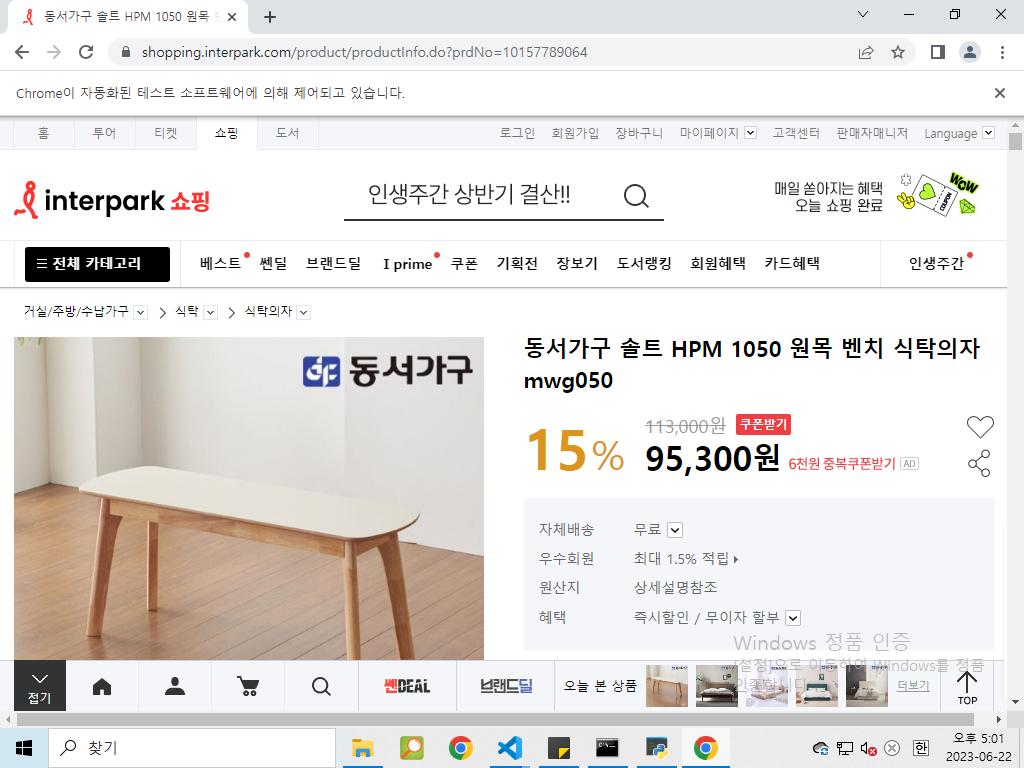 동서가구 솔트 HPM 1050 원목
shopping.interpark.com/product/productInfo.do?prdNo=10157789064
Chrome이 자동화된 테스트 소프트웨어에 의해 제어되고 있습니다.
홈 투어 티켓 쇼핑 도서 로그인 회원가입 장바구니 마이페이지 고객센터 판매자매니저 Language
interpark 쇼핑
인생주간 상반기 결산!!
매일 쏟아지는 혜택
오늘 쇼핑 완료
WOW
COUPON
전체 카테고리 베스트 쎈딜 브랜드딜 I prime 쿠폰 기획전 장보기 도서랭킹 회원혜택 카드혜택 인생주간
거실/주방/수납가구 식탁 식탁의자
동서가구
동서가구 솔트 HPM 1050 원목 벤치 식탁의자
mwg050
15% 113,000원 쿠폰받기
95,300원 6천원 중복쿠폰받기 AD
자체배송 무료
우수회원 최대 1.5% 적립
원산지 상세설명참조
혜택 즉시할인 / 무이자 할부
Windows 정품 인증
[설정]으로 이동하여 Windows를 정품
인증합니다.
접기 쎈DEAL 브랜드딜 오늘 본 상품 더보기 TOP
찾기
한
오후 5:01
2023-06-22